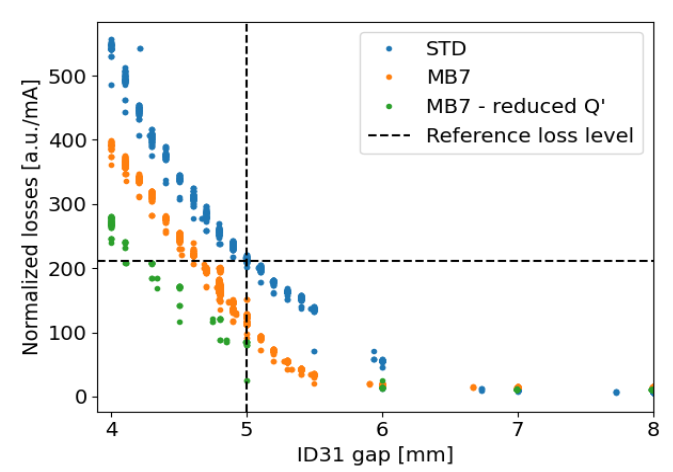 STD
MB7
MB7 - reduced Q'
Reference loss level
Normalized losses [a.u./mA]
500
400
300
200
100
0
4
5
6
7
8
ID31 gap [mm]